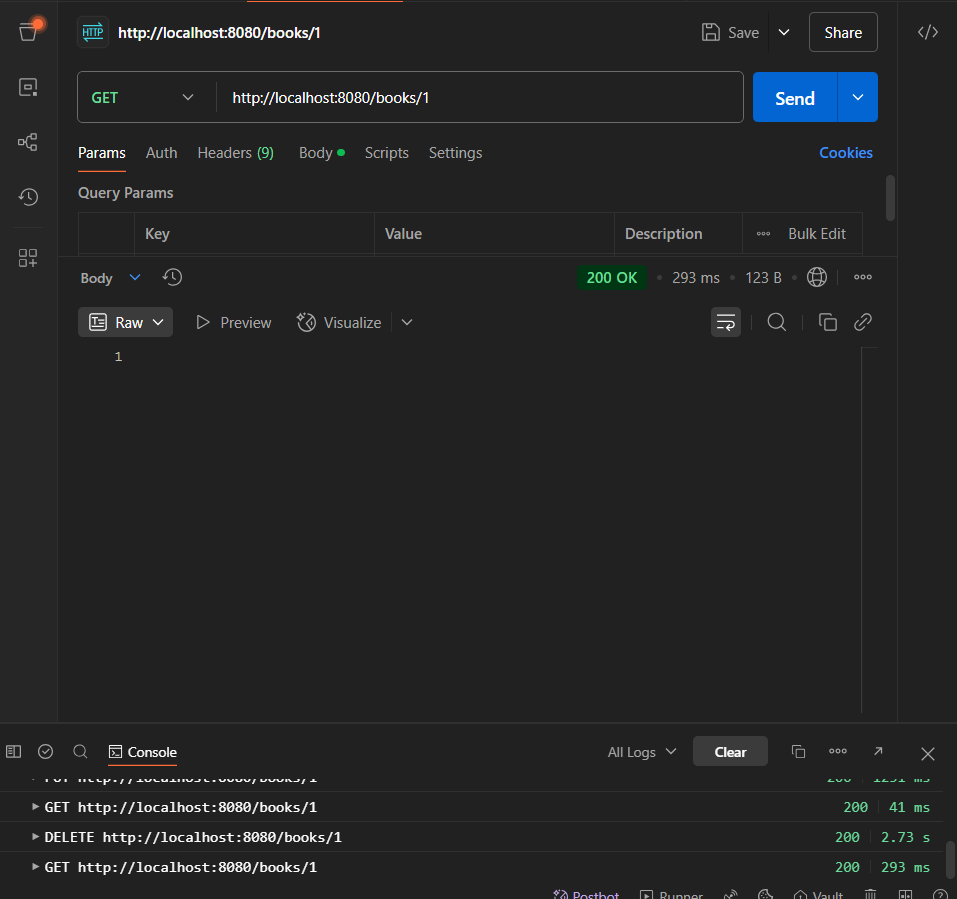 HTTP http://localhost:8080/books/1 Save Share
GET http://localhost:8080/books/1 Send
Params Auth Headers (9) Body Scripts Settings Cookies
Query Params
Key Value Description Bulk Edit
Body 200 OK 293 ms 123 B
Raw Preview Visualize
1
Console All Logs Clear
http://localhost:8080/books/1 200 1291 ms
GET http://localhost:8080/books/1 200 41 ms
DELETE http://localhost:8080/books/1 200 2.73 s
GET http://localhost:8080/books/1 200 293 ms
Postbot Runner Vault